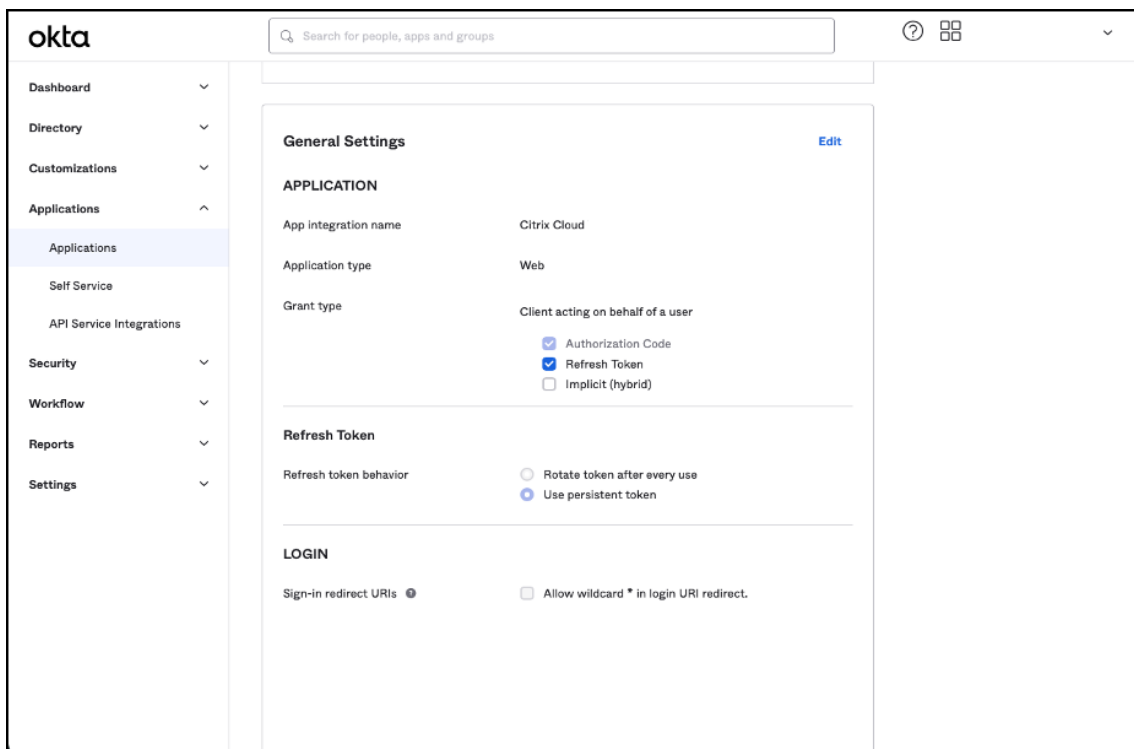 okta
Search for people, apps and groups
Dashboard
Directory
Customizations
Applications
Applications
Self Service
API Service Integrations
Security
Workflow
Reports
Settings
General Settings
Edit
APPLICATION
App integration name
Citrix Cloud
Application type
Web
Grant type
Client acting on behalf of a user
Authorization Code
Refresh Token
Implicit (hybrid)
Refresh Token
Refresh token behavior
Rotate token after every use
Use persistent token
LOGIN
Sign-in redirect URIs
Allow wildcard * in login URI redirect.